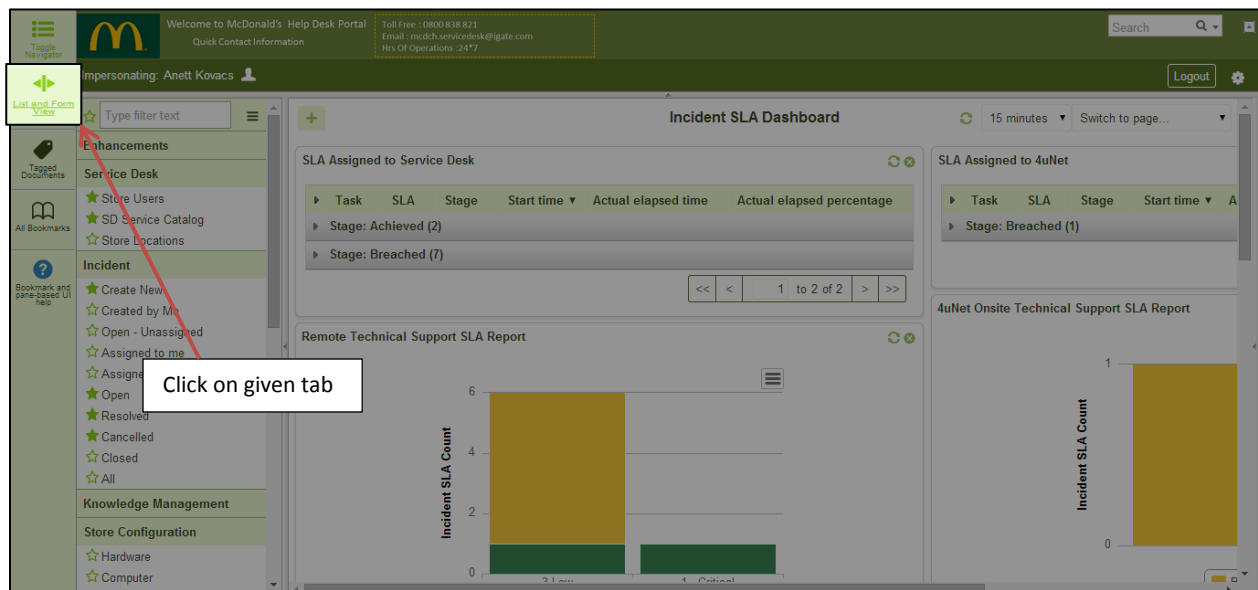 Toggle
Navigator
Welcome to McDonald's Help Desk Portal
Quick Contact Information
Toll Free : 0800 838 821
Email : mcdch.servicedesk@igate.com
Hrs Of Operations :24*7
Search
Impersonating: Anett Kovacs
Logout
List and Form
View
Tagged
Documents
All Bookmarks
Bookmark and
pane-based UI
help
Type filter text
Enhancements
Service Desk
Store Users
SD Service Catalog
Store Locations
Incident
Create New
Created by Me
Open - Unassigned
Assigned to me
Assigne
Open
Resolved
Cancelled
Closed
All
Knowledge Management
Store Configuration
Hardware
Computer
Click on given tab
Incident SLA Dashboard
15 minutes
Switch to page...
SLA Assigned to Service Desk
Task SLA Stage Start time Actual elapsed time Actual elapsed percentage
Stage: Achieved (2)
Stage: Breached (7)
<< < 1 to 2 of 2 > >>
SLA Assigned to 4uNet
Task SLA Stage Start time A
Stage: Breached (1)
Remote Technical Support SLA Report
Incident SLA Count
6
4
2
0
3 - Low
1 - Critical
4uNet Onsite Technical Support SLA Report
Incident SLA Count
1
0